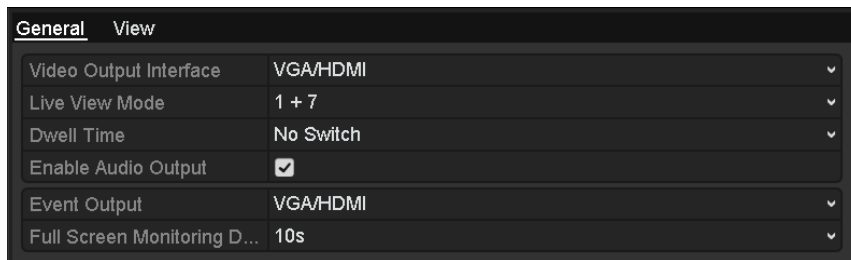 General View
Video Output Interface VGA/HDMI
Live View Mode 1 + 7
Dwell Time No Switch
Enable Audio Output
Event Output VGA/HDMI
Full Screen Monitoring D... 10s